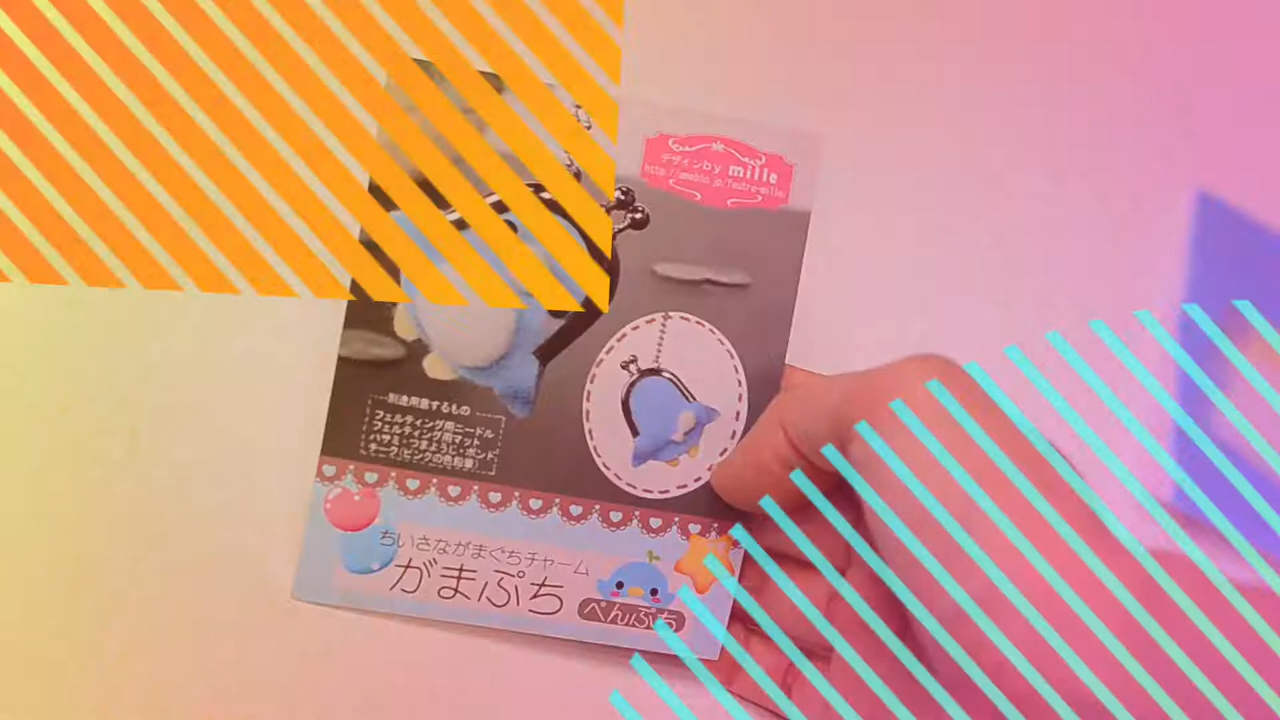 デザインby mille
http://ameblo.jp/feutre-mille
別途用意するもの
フェルティング用ニードル
フェルティング用マット
ハサミ・つまようじ・ボンド
チーク(ピンクの色鉛筆)
ちいさながまぐちチャーム
がまぷち
ぺんぷち